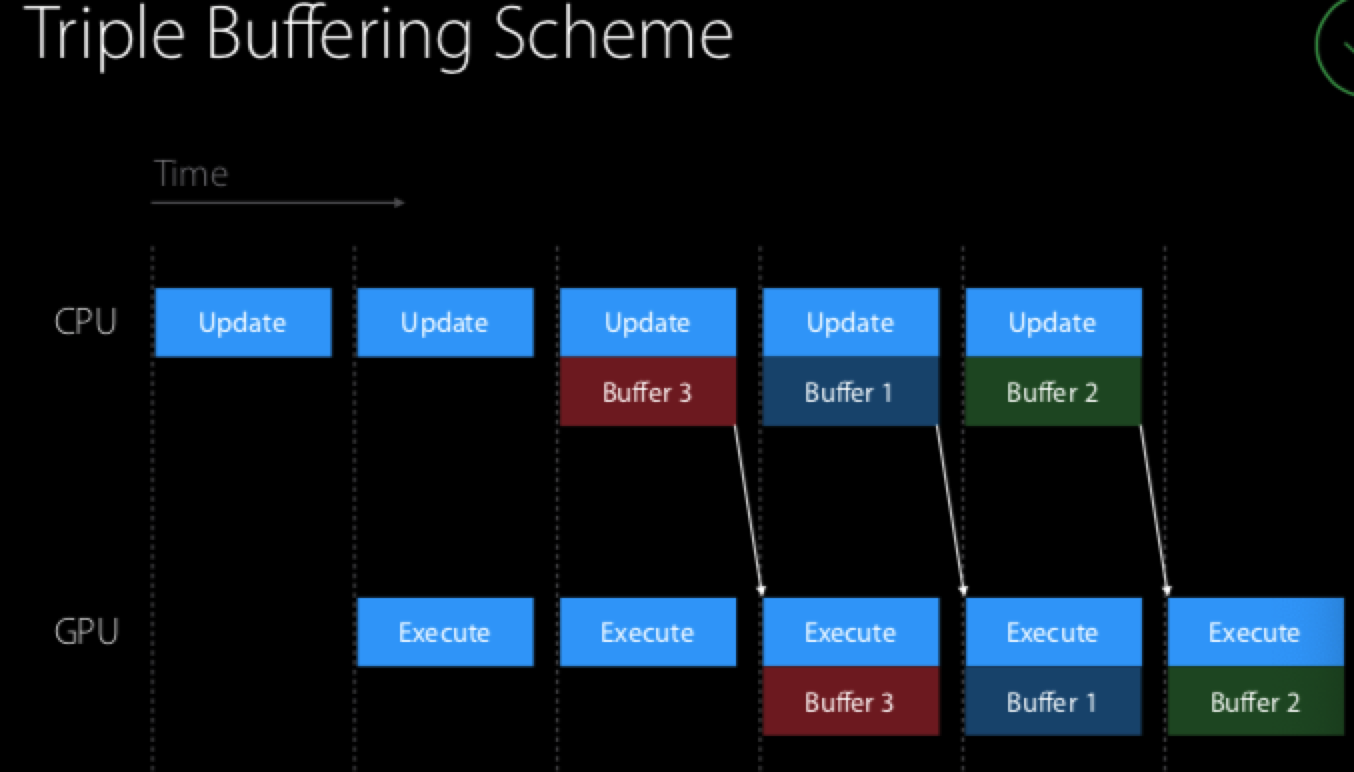 Triple Buffering Scheme
Time
CPU
Update
Update
Update
Update
Update
Buffer 3
Buffer 1
Buffer 2
GPU
Execute
Execute
Execute
Execute
Execute
Buffer 3
Buffer 1
Buffer 2